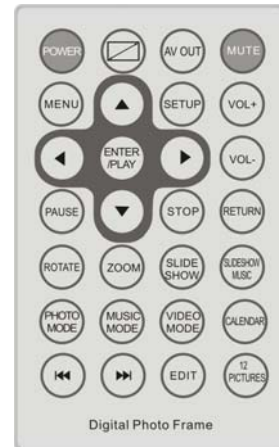 POWER
AV OUT
MUTE
MENU
SETUP
VOL+
ENTER
/PLAY
VOL-
PAUSE
STOP
RETURN
ROTATE
ZOOM
SLIDE
SHOW
SLIDESHOW
MUSIC
PHOTO
MODE
MUSIC
MODE
VIDEO
MODE
CALENDAR
EDIT
12
PICTURES
Digital Photo Frame